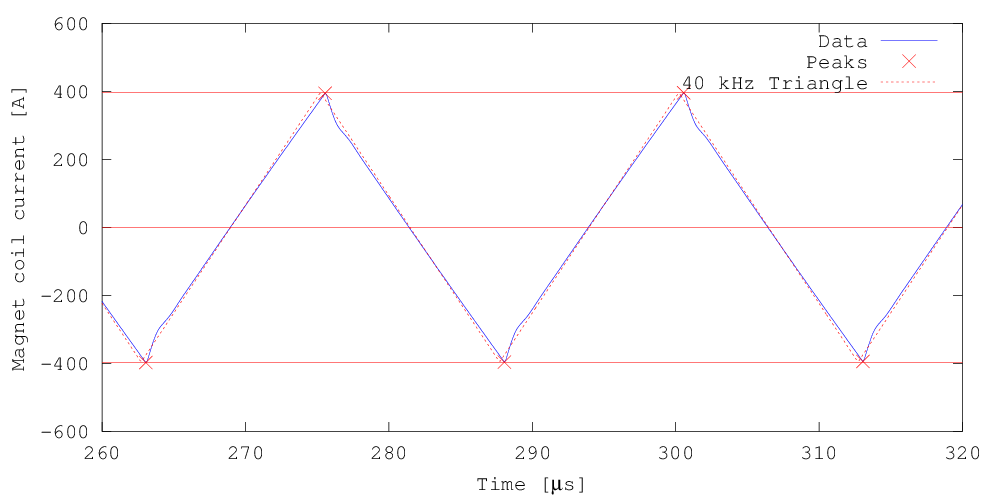 600
400
200
0
-200
-400
-600
Magnet coil current [A]
Data
Peaks
40 kHz Triangle
260 270 280 290 300 310 320
Time [μs]